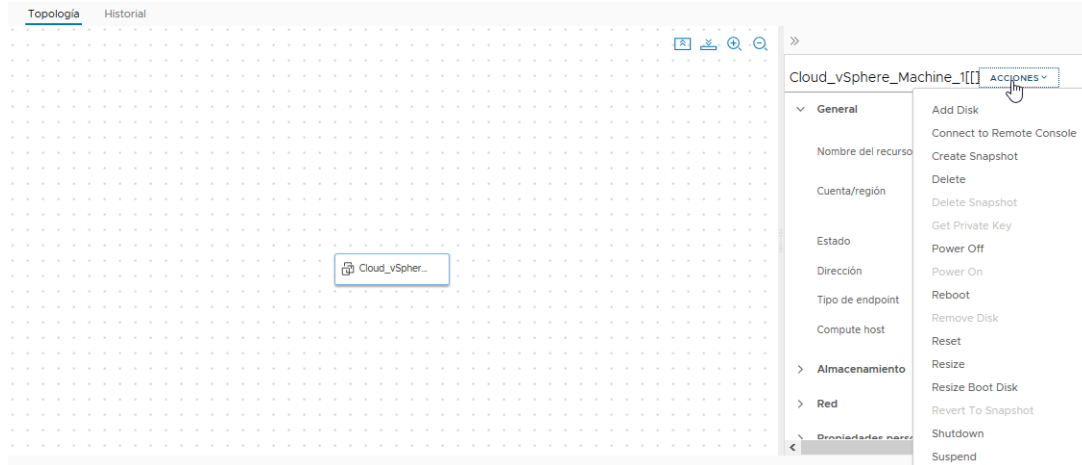 Topología Historial
Cloud_vSpher...
Cloud_vSphere_Machine_1[[] ACCIONES
General
Nombre del recurso
Cuenta/región
Estado
Dirección
Tipo de endpoint
Compute host
Almacenamiento
Red
Propiedades perso
Add Disk
Connect to Remote Console
Create Snapshot
Delete
Delete Snapshot
Get Private Key
Power Off
Power On
Reboot
Remove Disk
Reset
Resize
Resize Boot Disk
Revert To Snapshot
Shutdown
Suspend